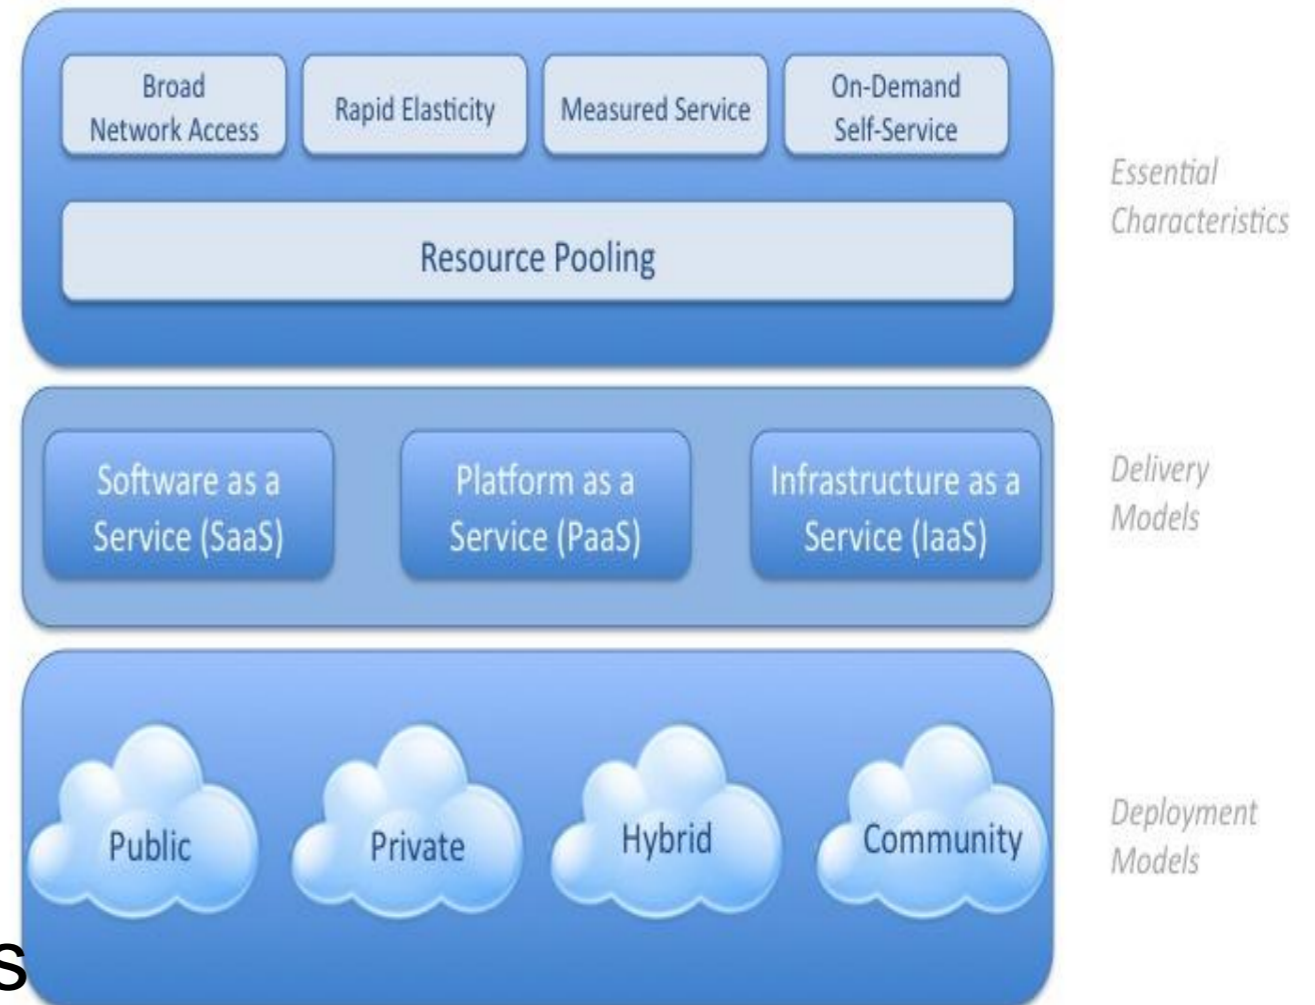 Broad
Network Access
Rapid Elasticity
Measured Service
On-Demand
Self-Service
Essential
Characteristics
Resource Pooling
Software as a
Service (SaaS)
Platform as a
Service (PaaS)
Infrastructure as a
Service (IaaS)
Delivery
Models
Public
Private
Hybrid
Community
Deployment
Models
s